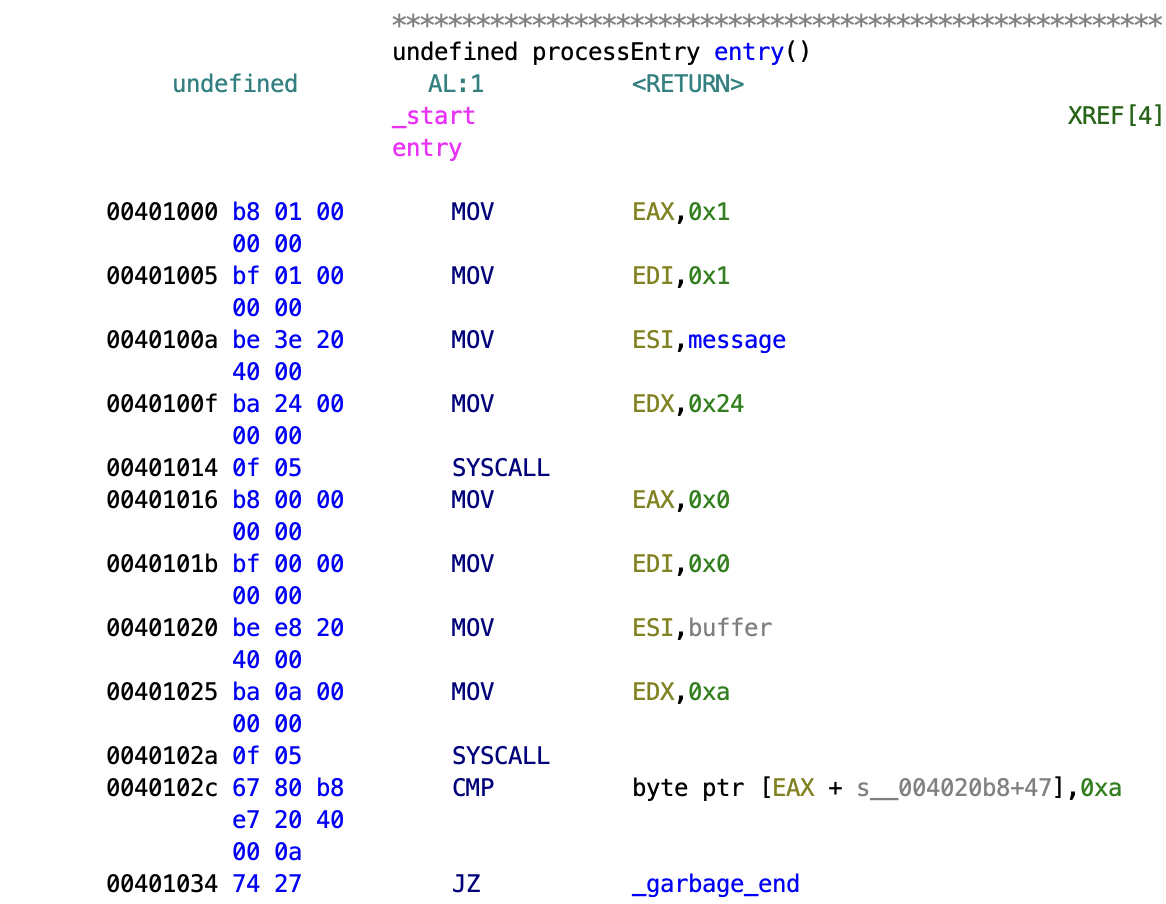 *******************************************************
undefined processEntry entry()
undefined AL:1 <RETURN>
_start XREF[4]
entry
00401000 b8 01 00 MOV EAX,0x1
00 00
00401005 bf 01 00 MOV EDI,0x1
00 00
0040100a be 3e 20 MOV ESI,message
40 00
0040100f ba 24 00 MOV EDX,0x24
00 00
00401014 0f 05 SYSCALL
00401016 b8 00 00 MOV EAX,0x0
00 00
0040101b bf 00 00 MOV EDI,0x0
00 00
00401020 be e8 20 MOV ESI,buffer
40 00
00401025 ba 0a 00 MOV EDX,0xa
00 00
0040102a 0f 05 SYSCALL
0040102c 67 80 b8 CMP byte ptr [EAX + s__004020b8+47],0xa
e7 20 40
00 0a
00401034 74 27 JZ _garbage_end